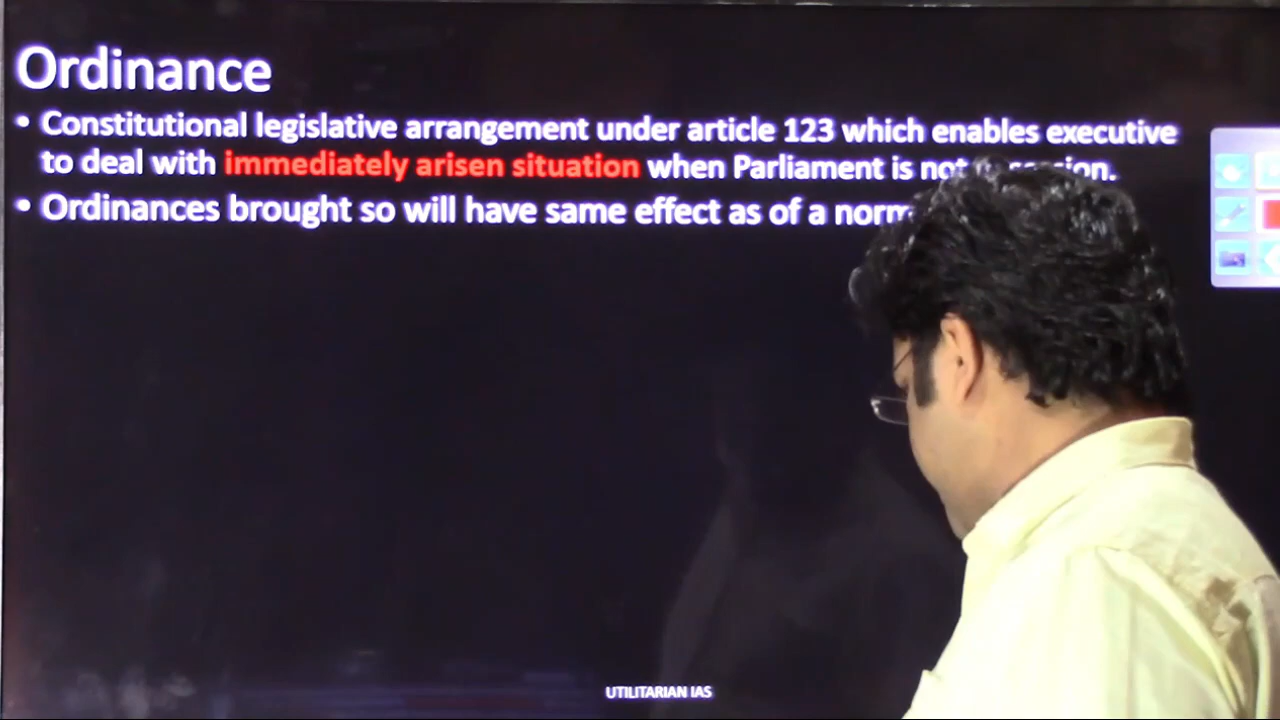 Ordinance
• Constitutional legislative arrangement under article 123 which enables executive
to deal with immediately arisen situation when Parliament is not
• Ordinances brought so will have same effect as of a
UTILITARIAN IAS